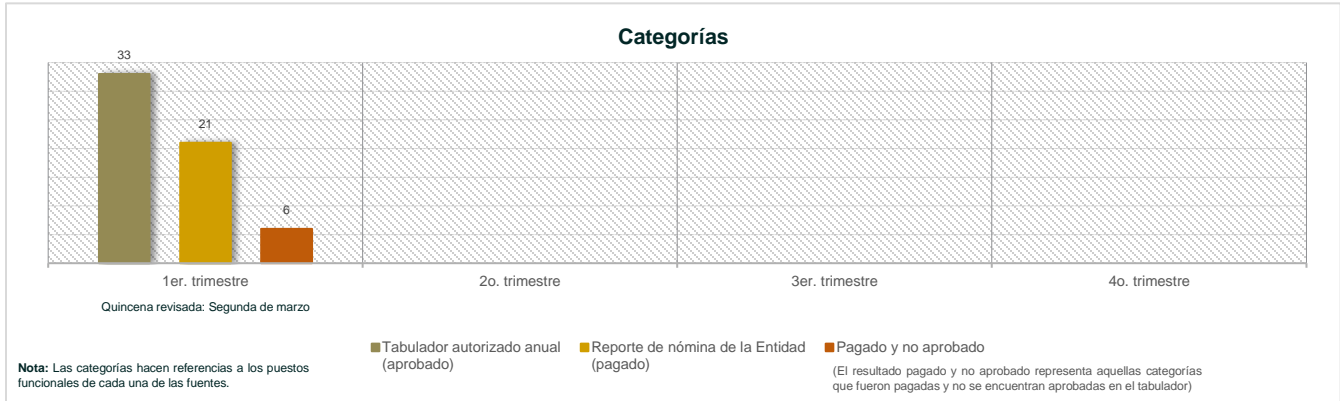 Categorías
33
21
6
1er. trimestre
2o. trimestre
3er. trimestre
4o. trimestre
Quincena revisada: Segunda de marzo
Tabulador autorizado anual
(aprobado)
Reporte de nómina de la Entidad
(pagado)
Pagado y no aprobado
(El resultado pagado y no aprobado representa aquellas categorías
que fueron pagadas y no se encuentran aprobadas en el tabulador)
Nota: Las categorías hacen referencias a los puestos
funcionales de cada una de las fuentes.